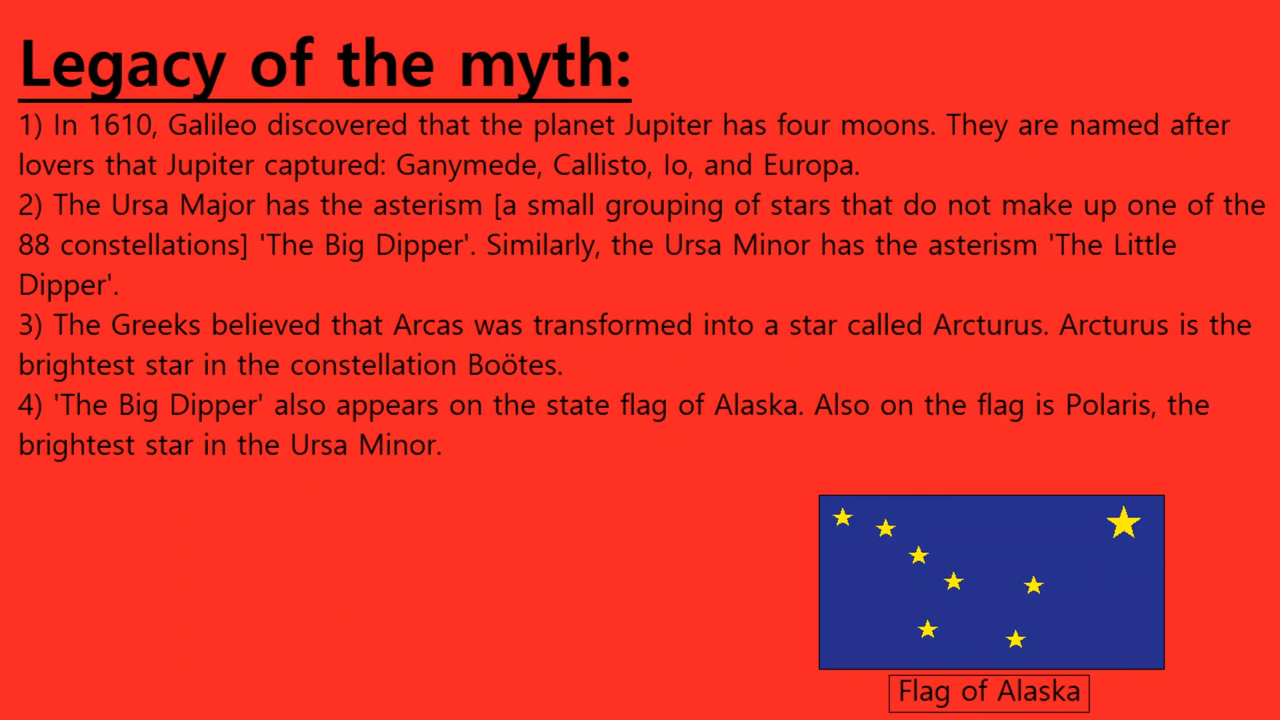 Legacy of the myth:
1) In 1610, Galileo discovered that the planet Jupiter has four moons. They are named after
lovers that Jupiter captured: Ganymede, Callisto, Io, and Europa.
2) The Ursa Major has the asterism [a small grouping of stars that do not make up one of the
88 constellations] 'The Big Dipper'. Similarly, the Ursa Minor has the asterism 'The Little
Dipper'.
3) The Greeks believed that Arcas was transformed into a star called Arcturus. Arcturus is the
brightest star in the constellation Boötes.
4) 'The Big Dipper' also appears on the state flag of Alaska. Also on the flag is Polaris, the
brightest star in the Ursa Minor.
Flag of Alaska